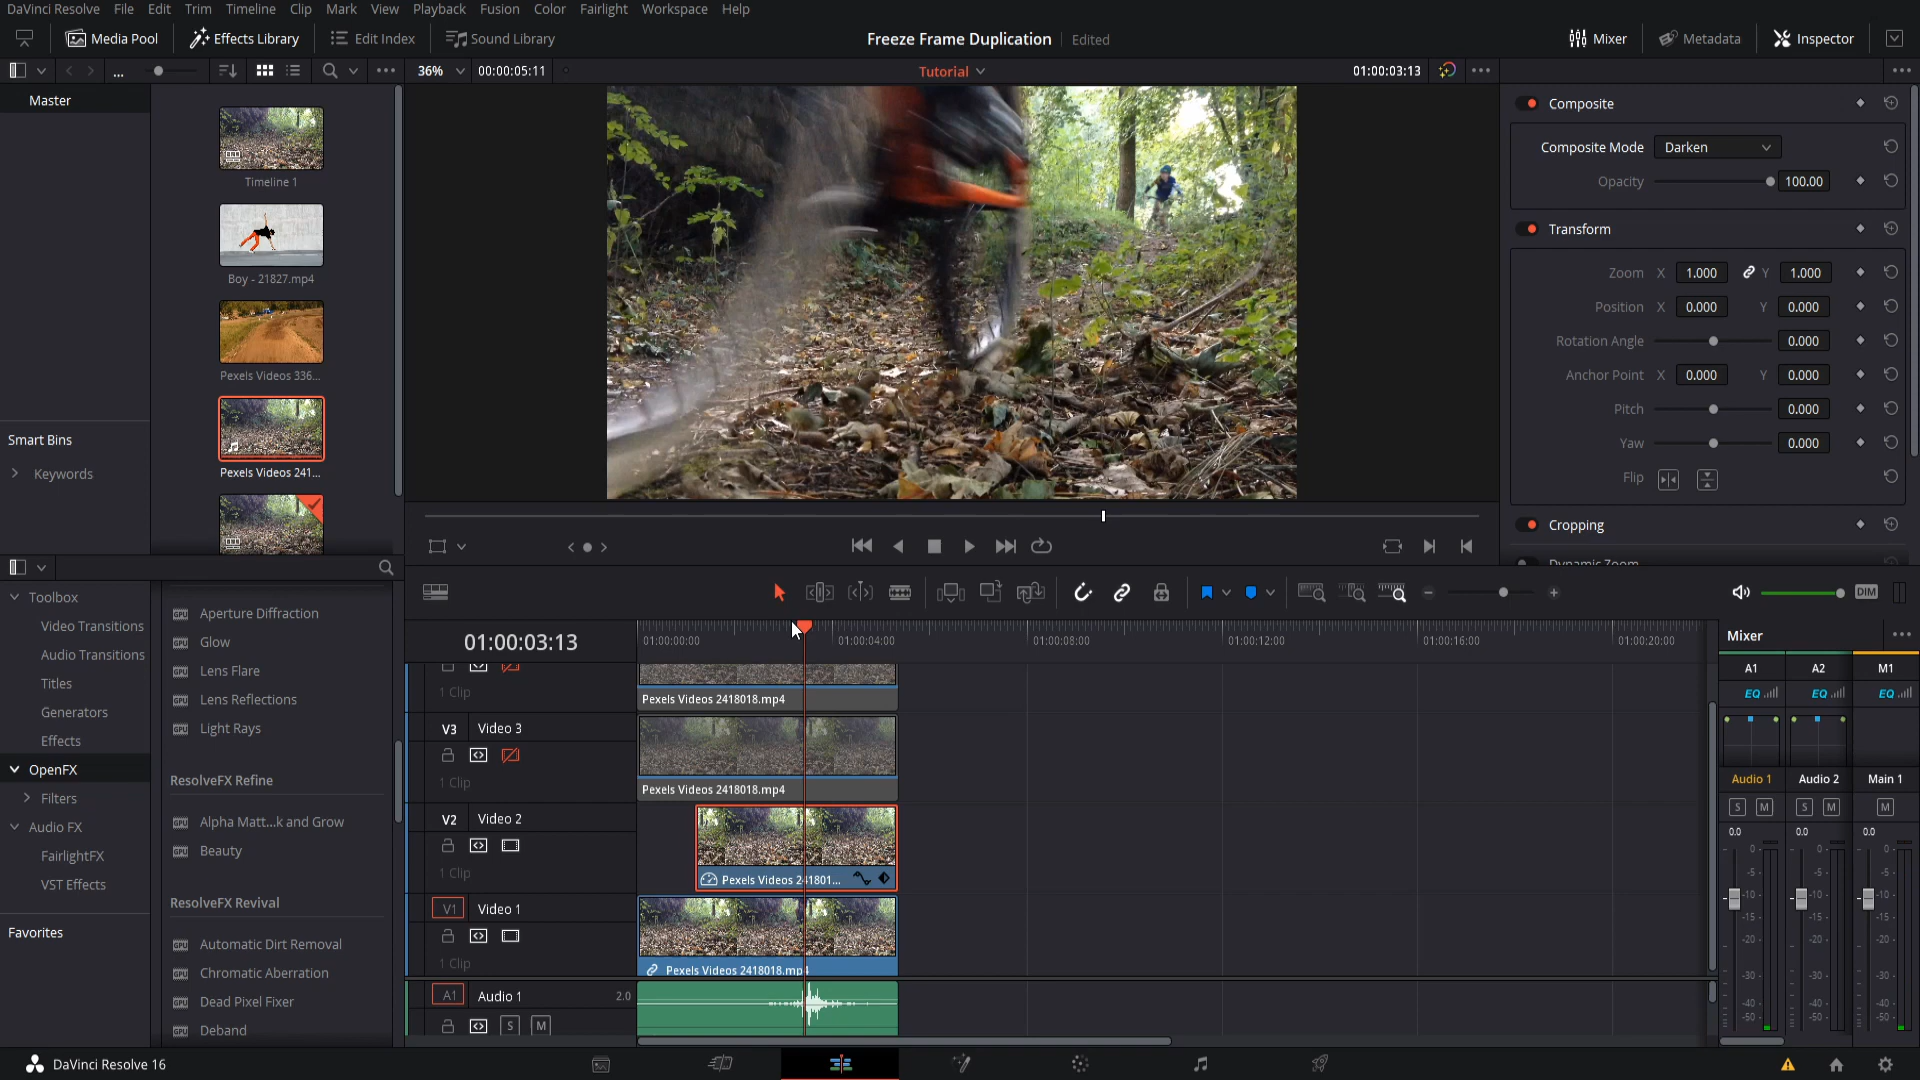 DaVinci Resolve File Edit Trim Timeline Clip Mark View Playback Fusion Color Fairlight Workspace Help
Media Pool Effects Library Edit Index Sound Library Freeze Frame Duplication Edited Mixer Metadata Inspector
... 36% 00:00:05:11 Tutorial 01:00:03:13
Master
Timeline 1
Boy - 21827.mp4
Pexels Videos 336...
Pexels Videos 241...
Smart Bins
Keywords
Composite
Composite Mode Darken
Opacity 100.00
Transform
Zoom X 1.000 Y 1.000
Position X 0.000 Y 0.000
Rotation Angle 0.000
Anchor Point X 0.000 Y 0.000
Pitch 0.000
Yaw 0.000
Flip
Cropping
Dynamic Zoom
Toolbox
Video Transitions
Audio Transitions
Titles
Generators
Effects
OpenFX
Filters
Audio FX
FairlightFX
VST Effects
Favorites
Aperture Diffraction
Glow
Lens Flare
Lens Reflections
Light Rays
ResolveFX Refine
Alpha Matt...k and Grow
Beauty
ResolveFX Revival
Automatic Dirt Removal
Chromatic Aberration
Dead Pixel Fixer
Deband
DIM
01:00:03:13
01:00:00:00 01:00:04:00 01:00:08:00 01:00:12:00 01:00:16:00 01:00:20:00
1 Clip
Pexels Videos 2418018.mp4
V3 Video 3
1 Clip
Pexels Videos 2418018.mp4
V2 Video 2
1 Clip
Pexels Videos 241801...
V1 Video 1
1 Clip
Pexels Videos 2418018.mp4
A1 Audio 1 2.0
S M
Mixer
A1 A2 M1
EQ EQ EQ
Audio 1 Audio 2 Main 1
S M S M M
0.0 0.0 0.0
0 0 0
-5 -5 -5
-10 -10 -10
-15 -15 -15
-20 -20 -20
-30 -30 -30
-40 -40 -40
-50 -50 -50
DaVinci Resolve 16